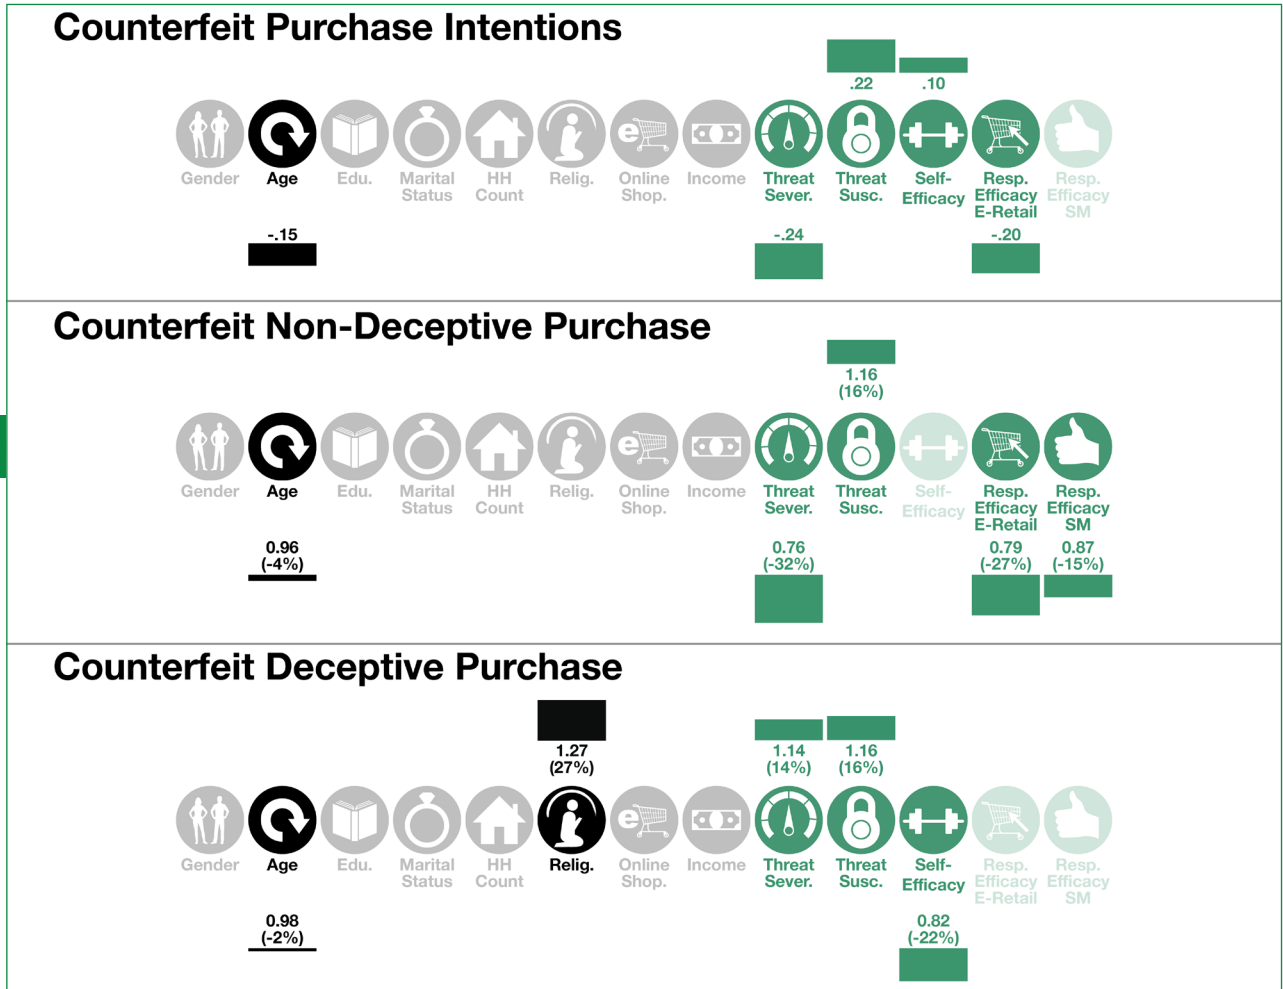 Counterfeit Purchase Intentions
.22 .10
e
Gender Age Edu. Marital HH Relig. Online Income Threat Threat Self- Resp. Resp.
Status Count Shop. Sever. Susc. Efficacy Efficacy Efficacy
E-Retail SM
-.15 -.24 -.20
Counterfeit Non-Deceptive Purchase
1.16
(16%)
e
Gender Age Edu. Marital HH Relig. Online Income Threat Threat Self- Resp. Resp.
Status Count Shop. Sever. Susc. Efficacy Efficacy Efficacy
E-Retail SM
0.96 0.76 0.79 0.87
(-4%) (-32%) (-27%) (-15%)
Counterfeit Deceptive Purchase
1.27 1.14 1.16
(27%) (14%) (16%)
e
Gender Age Edu. Marital HH Relig. Online Income Threat Threat Self- Resp. Resp.
Status Count Shop. Sever. Susc. Efficacy Efficacy Efficacy
E-Retail SM
0.98 0.82
(-2%) (-22%)